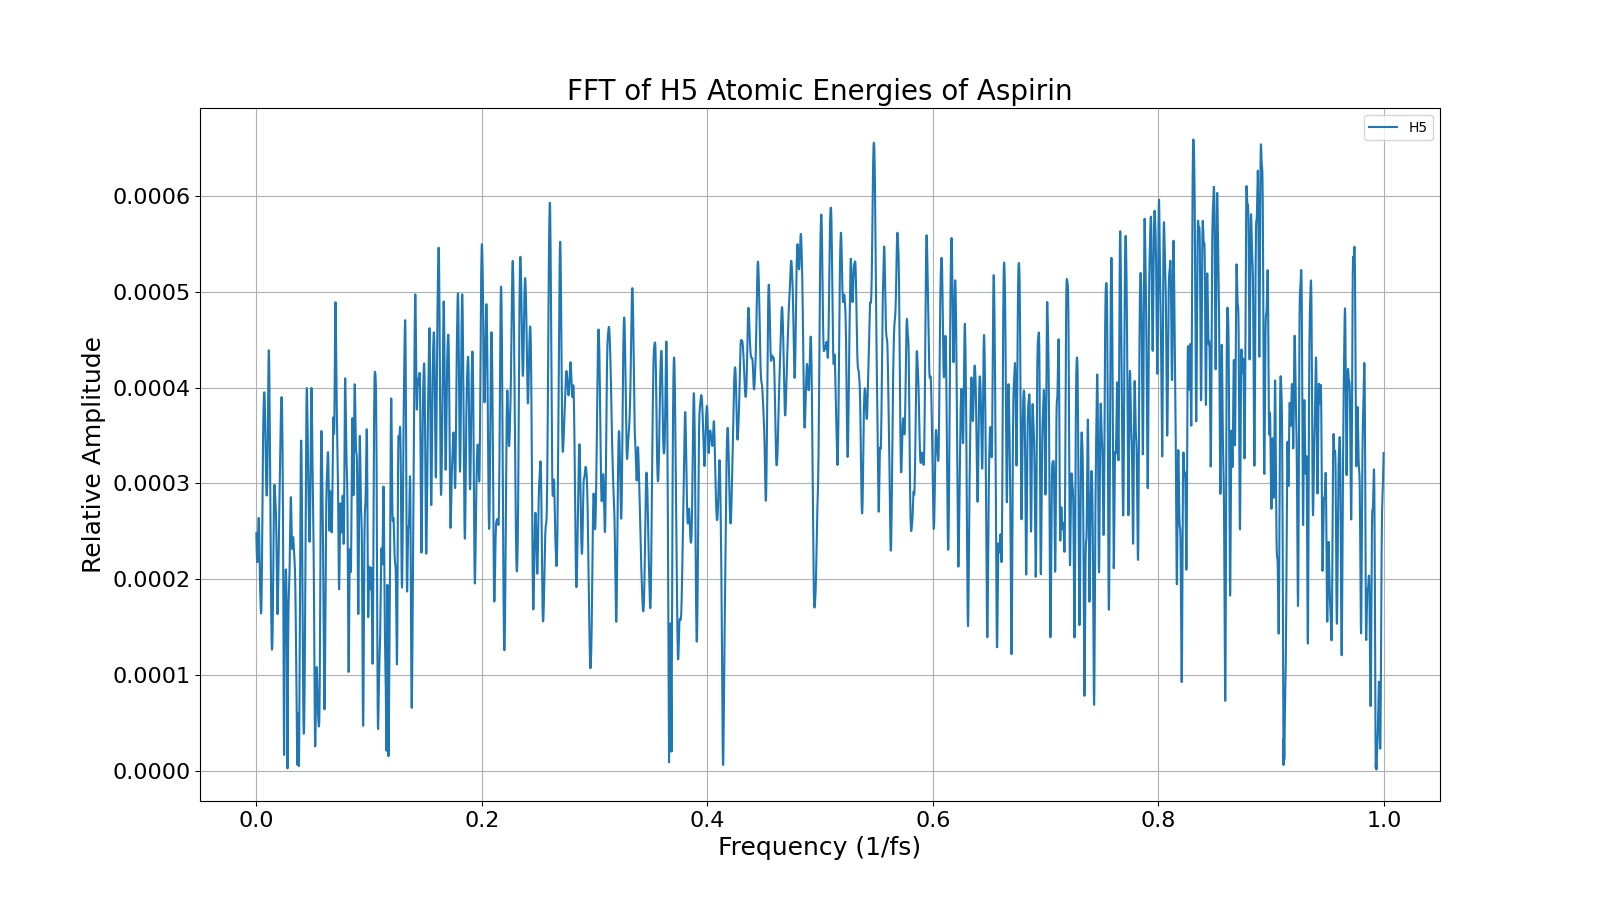 FFT of H5 Atomic Energies of Aspirin
H5
Relative Amplitude
0.0006
0.0005
0.0004
0.0003
0.0002
0.0001
0.0000
0.0 0.2 0.4 0.6 0.8 1.0
Frequency (1/fs)